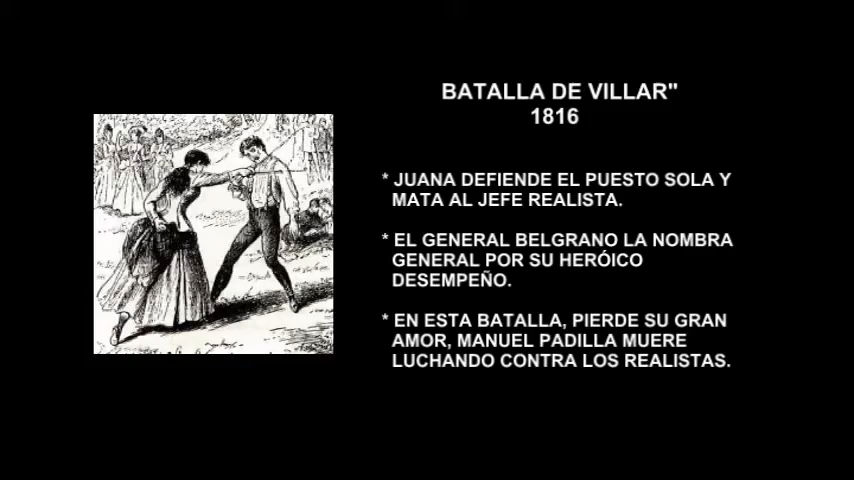 BATALLA DE VILLAR"
1816
* JUANA DEFIENDE EL PUESTO SOLA Y
MATA AL JEFE REALISTA.
* EL GENERAL BELGRANO LA NOMBRA
GENERAL POR SU HERÓICO
DESEMPEÑO.
* EN ESTA BATALLA, PIERDE SU GRAN
AMOR, MANUEL PADILLA MUERE
LUCHANDO CONTRA LOS REALISTAS.